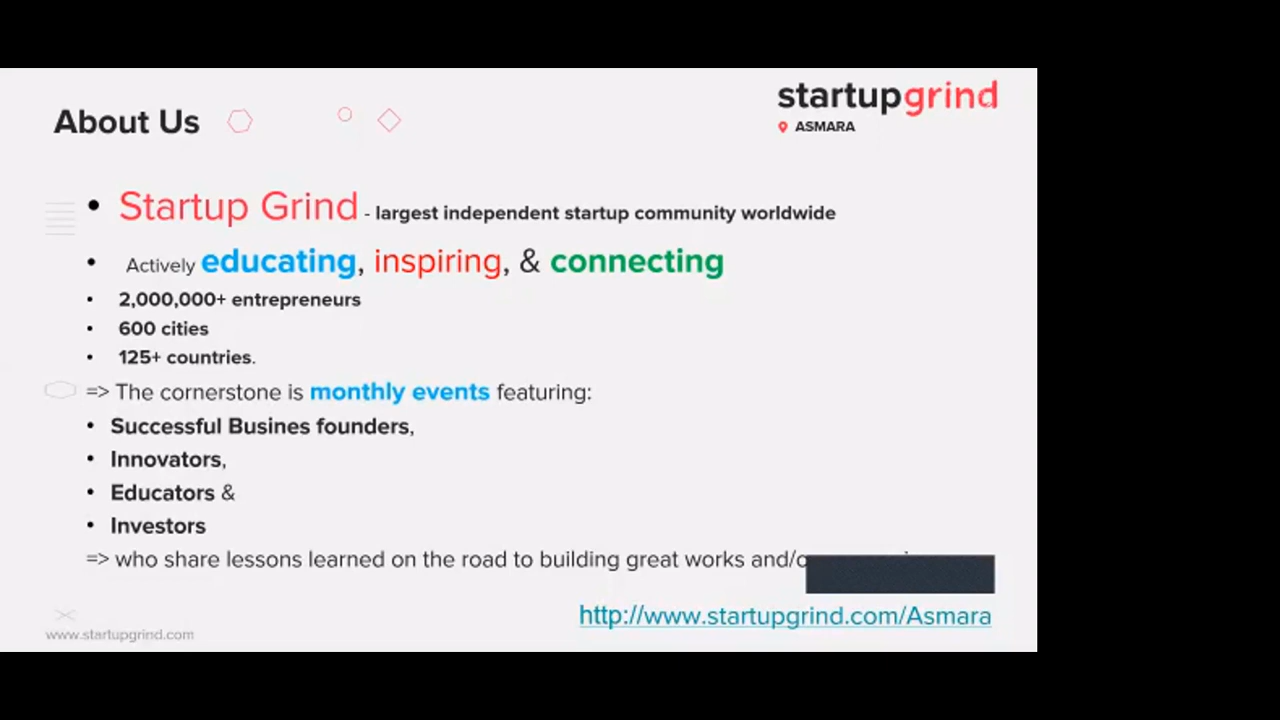 About Us
startupgrind
ASMARA
• Startup Grind - largest independent startup community worldwide
• Actively educating, inspiring, & connecting
• 2,000,000+ entrepreneurs
• 600 cities
• 125+ countries.
=> The cornerstone is monthly events featuring:
• Successful Busines founders,
• Innovators,
• Educators &
• Investors
=> who share lessons learned on the road to building great works and/
http://www.startupgrind.com/Asmara
www.startupgrind.com